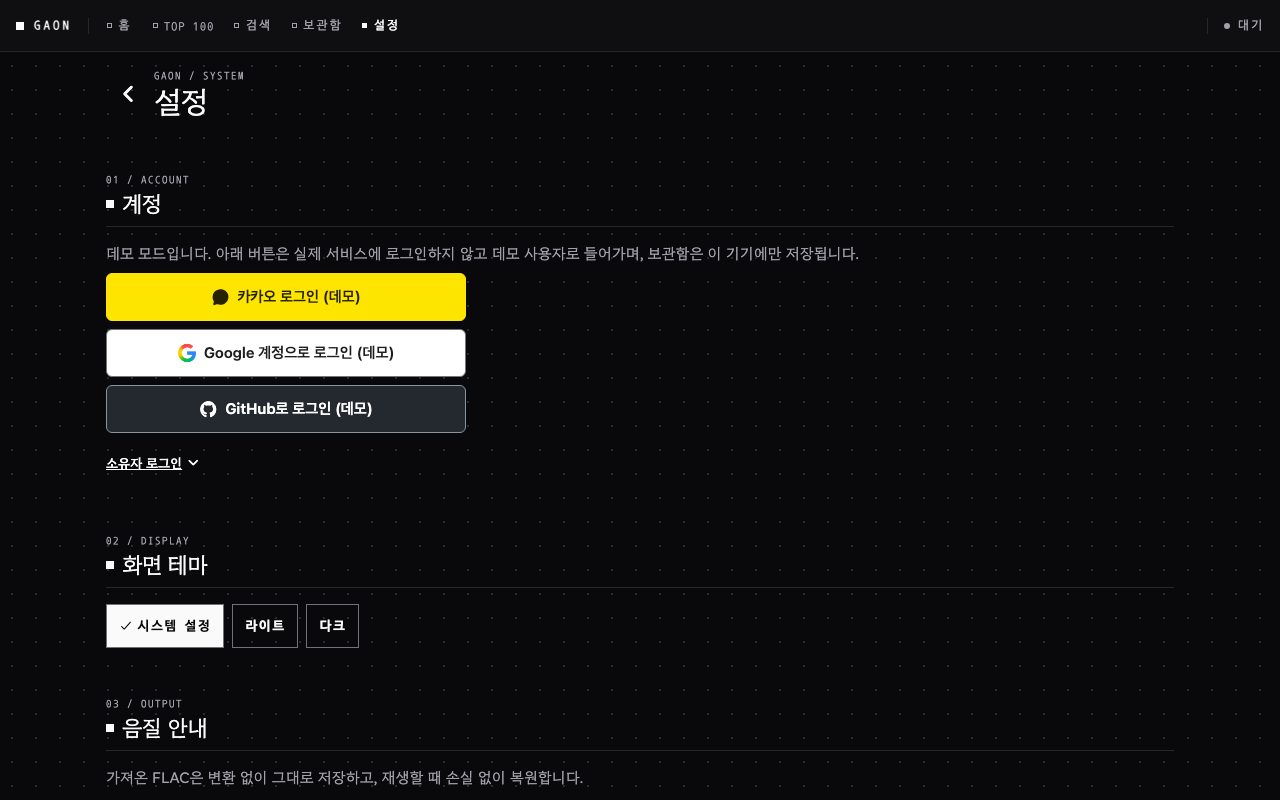 GAON
홈
TOP 100
검색
보관함
설정
대기
GAON / SYSTEM
설정
01 / ACCOUNT
계정
데모 모드입니다. 아래 버튼은 실제 서비스에 로그인하지 않고 데모 사용자로 들어가며, 보관함은 이 기기에만 저장됩니다.
카카오 로그인 (데모)
Google 계정으로 로그인 (데모)
GitHub로 로그인 (데모)
소유자 로그인
02 / DISPLAY
화면 테마
시스템 설정
라이트
다크
03 / OUTPUT
음질 안내
가져온 FLAC은 변환 없이 그대로 저장하고, 재생할 때 손실 없이 복원합니다.